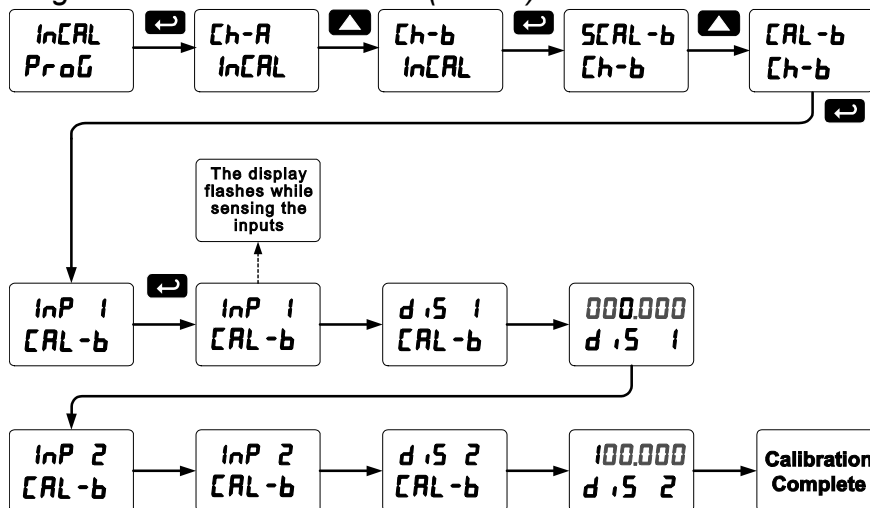 InCAL
ProG
Ch-A
InCAL
Ch-b
InCAL
SCAL-b
Ch-b
CAL-b
Ch-b
The display
flashes while
sensing the
inputs
InP 1
CAL-b
InP 1
CAL-b
diS 1
CAL-b
000.000
diS 1
InP 2
CAL-b
InP 2
CAL-b
diS 2
CAL-b
100.000
diS 2
Calibration
Complete